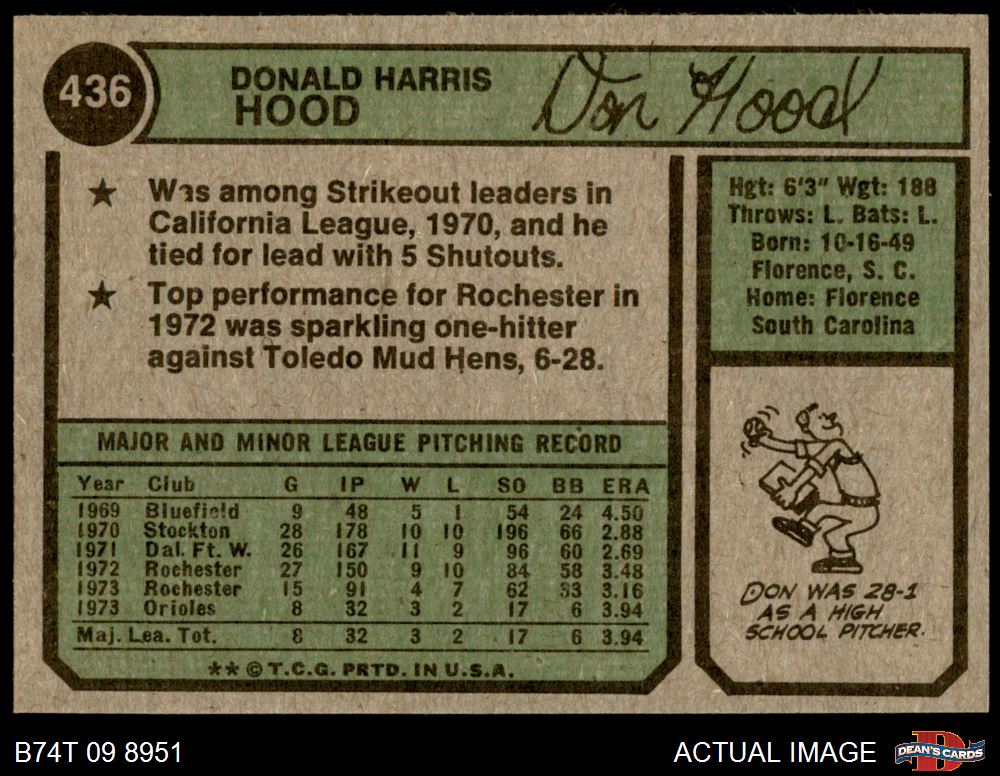 436
DONALD HARRIS
HOOD
Don Hood
★ Was among Strikeout leaders in
California League, 1970, and he
tied for lead with 5 Shutouts.
★ Top performance for Rochester in
1972 was sparkling one-hitter
against Toledo Mud Hens, 6-28.
Hgt: 6'3" Wgt: 188
Throws: L. Bats: L.
Born: 10-16-49
Florence, S. C.
Home: Florence
South Carolina
MAJOR AND MINOR LEAGUE PITCHING RECORD
Year Club G IP W L SO BB ERA
1969 Bluefield 9 48 5 1 54 24 4.50
1970 Stockton 28 178 10 10 196 66 2.88
1971 Dal. Ft. W. 26 167 11 9 96 60 2.69
1972 Rochester 27 150 9 10 84 58 3.48
1973 Rochester 15 91 4 7 62 33 3.16
1973 Orioles 8 32 3 2 17 6 3.94
Maj. Lea. Tot. 8 32 3 2 17 6 3.94
** © T.C.G. PRTD. IN U.S.A.
DON WAS 28-1
AS A HIGH
SCHOOL PITCHER.
B74T 09 8951
ACTUAL IMAGE
DEAN'S CARDS